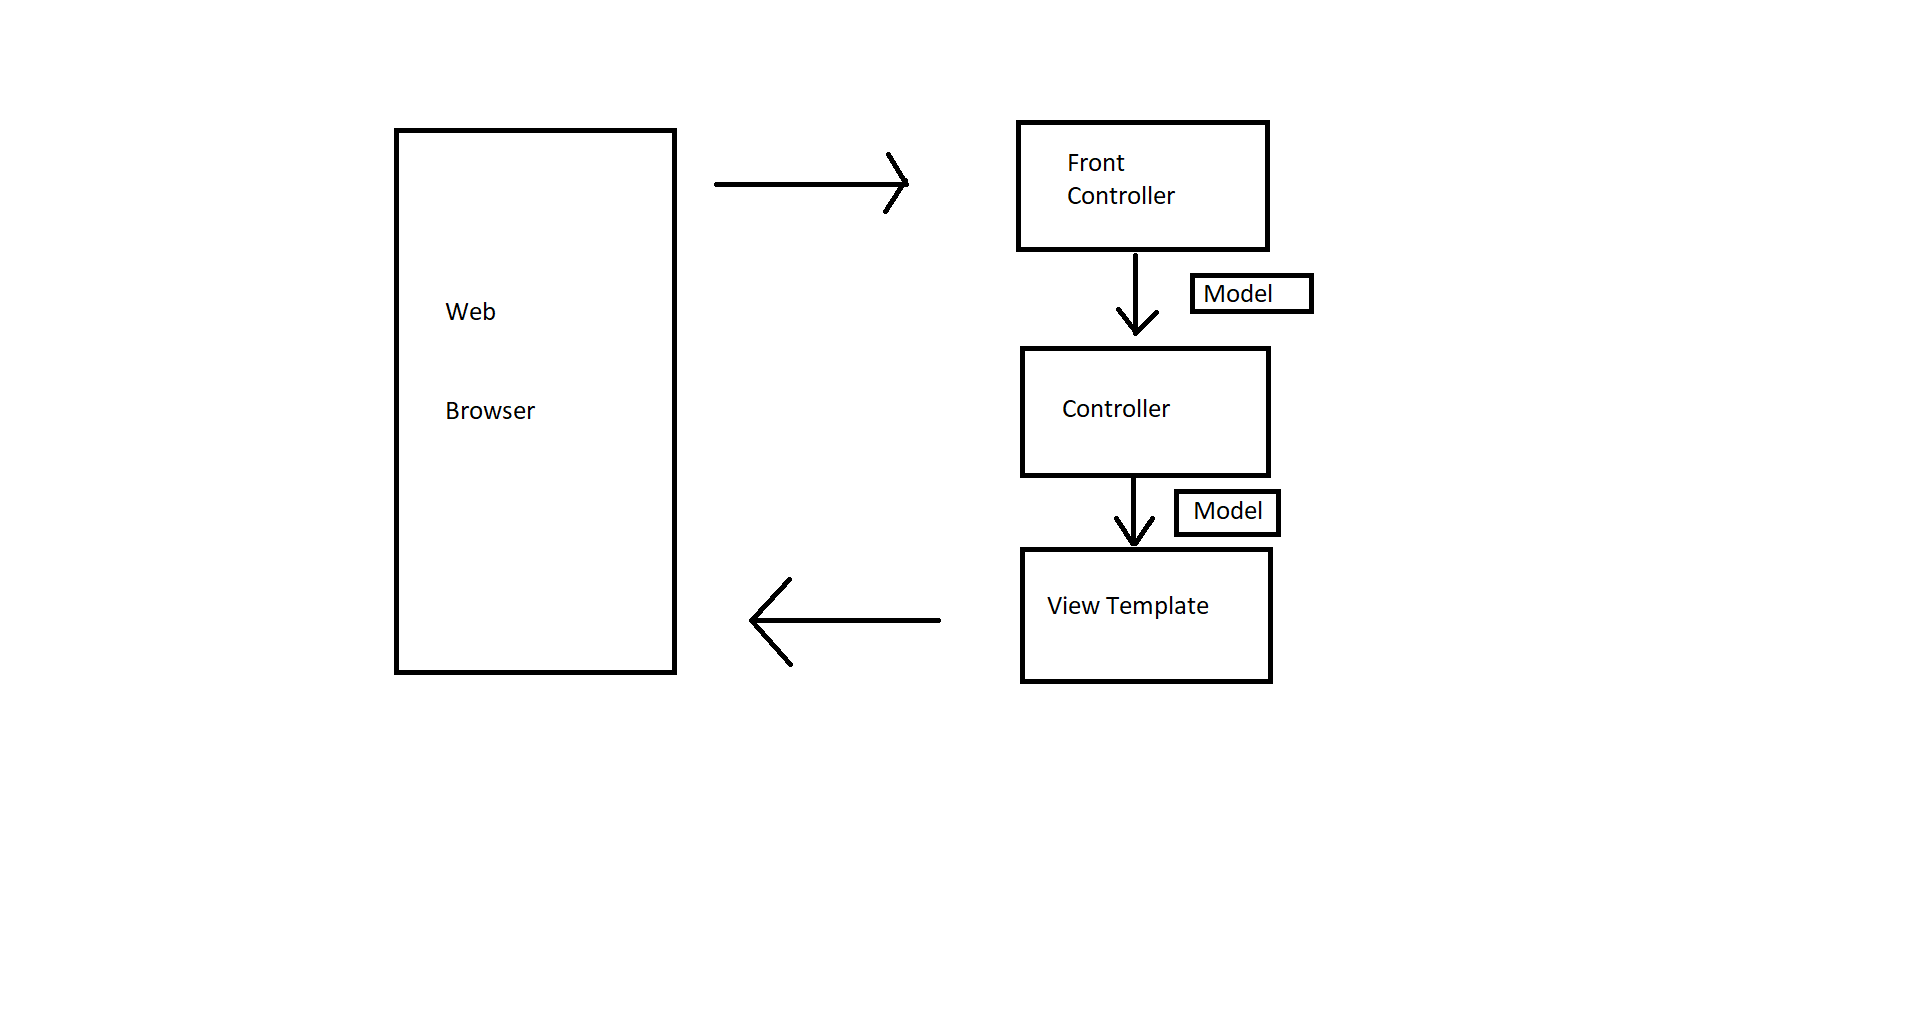 Web
Browser
Front
Controller
Model
Controller
Model
View Template